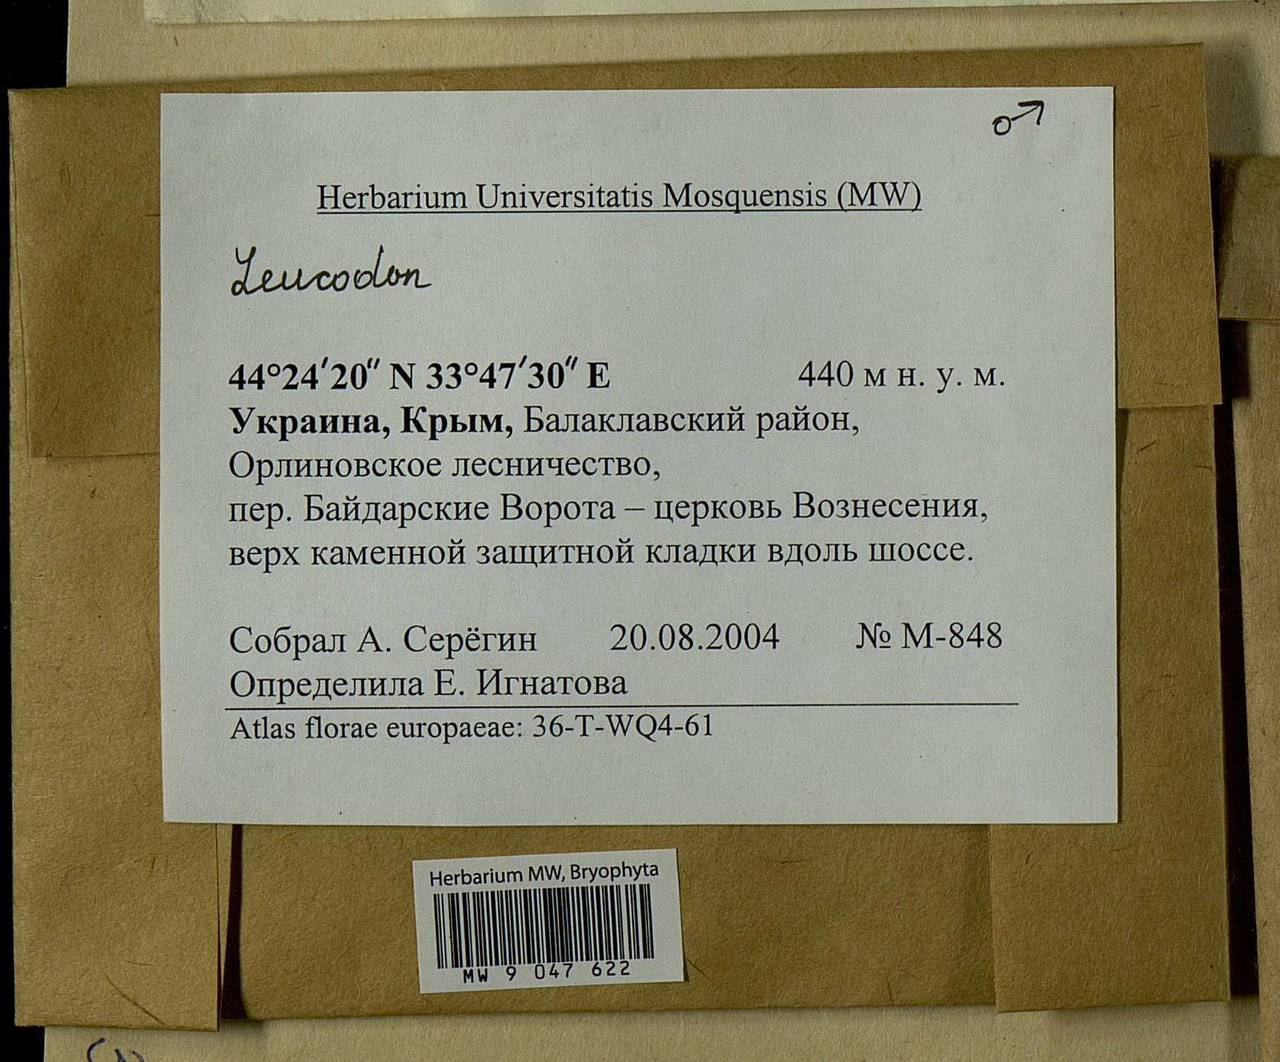 ♂
Herbarium Universitatis Mosquensis (MW)
Leucodon
44°24′20″ N 33°47′30″ E 440 м н. у. м.
Украина, Крым, Балаклавский район,
Орлиновское лесничество,
пер. Байдарские Ворота – церковь Вознесения,
верх каменной защитной кладки вдоль шоссе.
Собрал А. Серёгин 20.08.2004 № М-848
Определила Е. Игнатова
Atlas florae europaeae: 36-T-WQ4-61
Herbarium MW, Bryophyta
MW 9 047 622